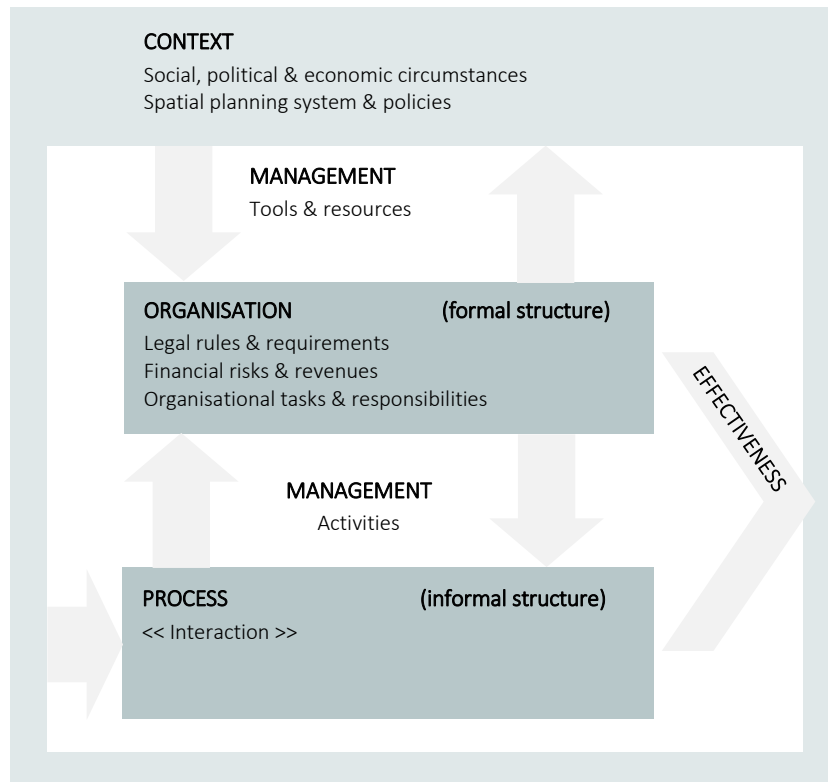 CONTEXT
Social, political & economic circumstances
Spatial planning system & policies
MANAGEMENT
Tools & resources
ORGANISATION (formal structure)
Legal rules & requirements
Financial risks & revenues
Organisational tasks & responsibilities
EFFECTIVENESS
MANAGEMENT
Activities
PROCESS (informal structure)
<< Interaction >>